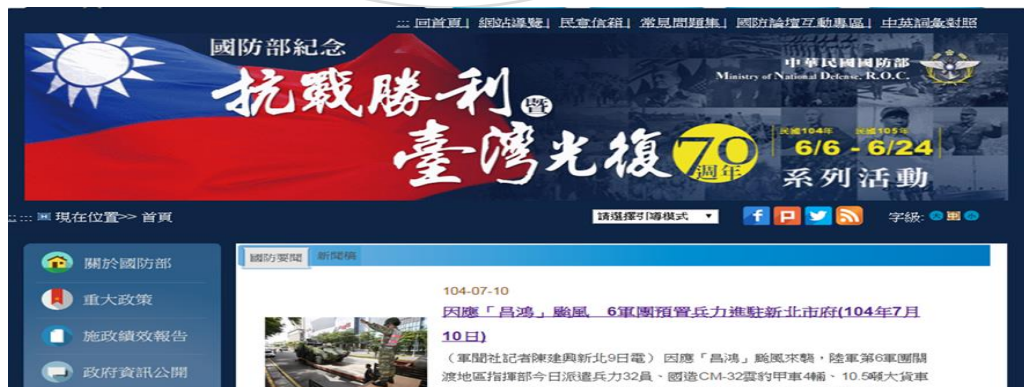 ::: 回首頁| 網站導覽| 民意信箱| 常見問題集| 國防論壇互動專區| 中英詞彙對照
國防部紀念
中華民國國防部
Ministry of National Defense, R.O.C.
抗戰勝利暨
臺灣光復70週年
民國104年 民國105年
6/6 - 6/24
系列活動
::: 現在位置>> 首頁
請選擇引導模式
字級:
關於國防部
重大政策
施政績效報告
政府資訊公開
國防要聞 新聞稿
104-07-10
因應「昌鴻」颱風 6軍團預置兵力進駐新北市府(104年7月
10日)
(軍聞社記者陳建興新北9日電) 因應「昌鴻」颱風來襲，陸軍第6軍團關
渡地區指揮部今日派遣兵力32員、國造CM-32雲豹甲車4輛、10.5噸大貨車